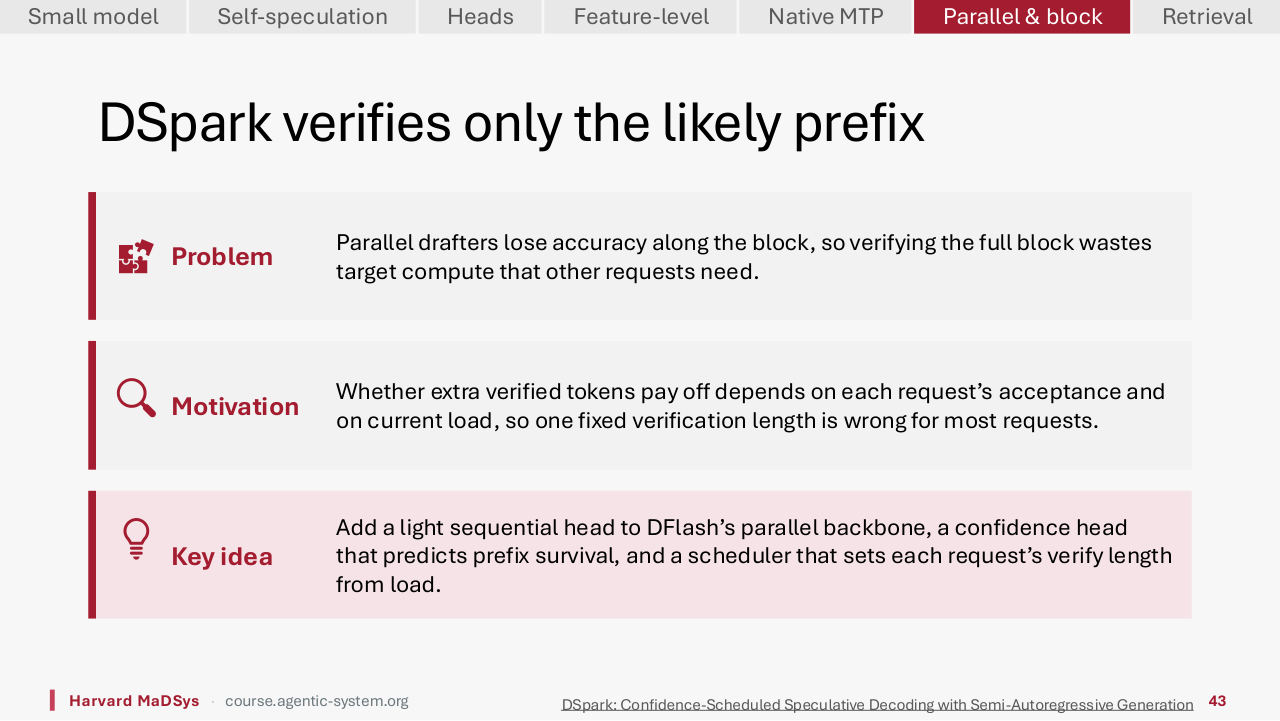 Small model
Self-speculation
Heads
Feature-level
Native MTP
Parallel & block
Retrieval
DSpark verifies only the likely prefix
Problem
Parallel drafters lose accuracy along the block, so verifying the full block wastes
target compute that other requests need.
Motivation
Whether extra verified tokens pay off depends on each request’s acceptance and
on current load, so one fixed verification length is wrong for most requests.
Key idea
Add a light sequential head to DFlash’s parallel backbone, a confidence head
that predicts prefix survival, and a scheduler that sets each request’s verify length
from load.
Harvard MaDSys · course.agentic-system.org
DSpark: Confidence-Scheduled Speculative Decoding with Semi-Autoregressive Generation
43